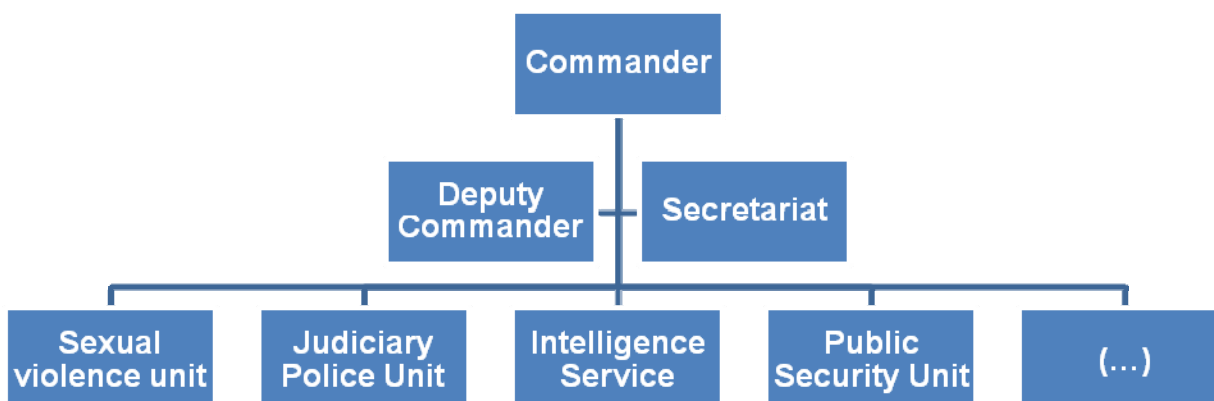 Commander
Deputy
Commander
Secretariat
Sexual
violence unit
Judiciary
Police Unit
Intelligence
Service
Public
Security Unit
(...)